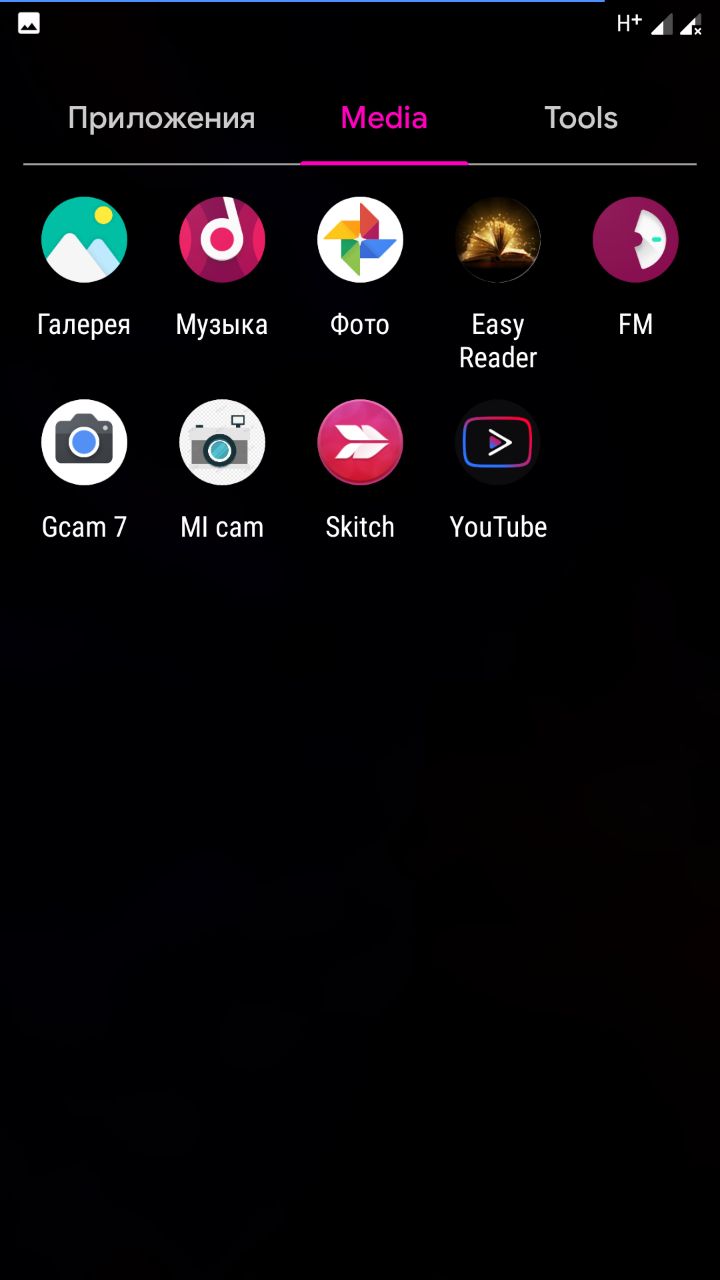 H+
Приложения
Media
Tools
Галерея
Музыка
Фото
Easy
Reader
FM
Gcam 7
MI cam
Skitch
YouTube